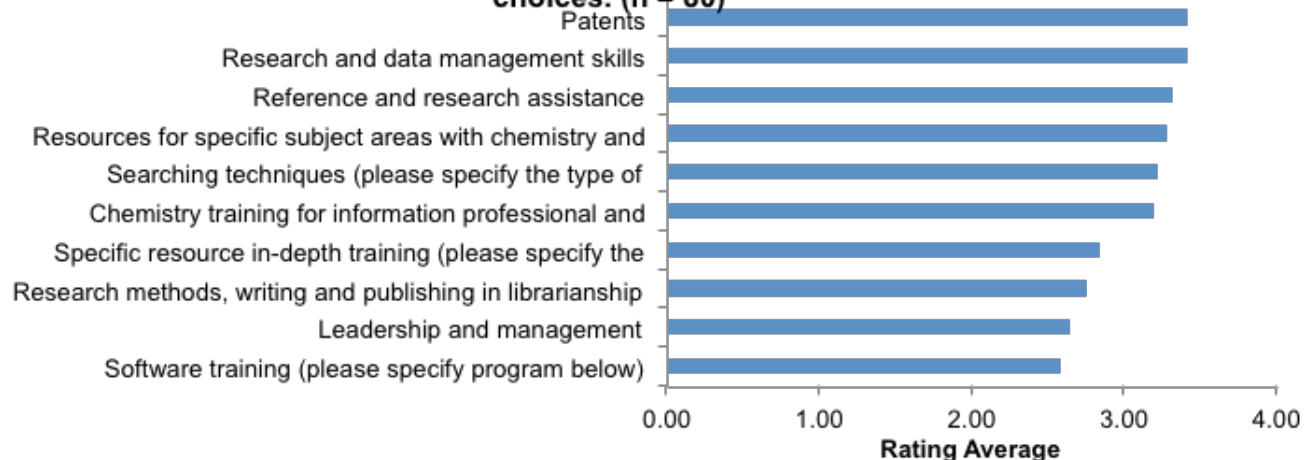 choices. (n = 80)
Patents
Research and data management skills
Reference and research assistance
Resources for specific subject areas with chemistry and
Searching techniques (please specify the type of
Chemistry training for information professional and
Specific resource in-depth training (please specify the
Research methods, writing and publishing in librarianship
Leadership and management
Software training (please specify program below)
0.00 1.00 2.00 3.00 4.00
Rating Average